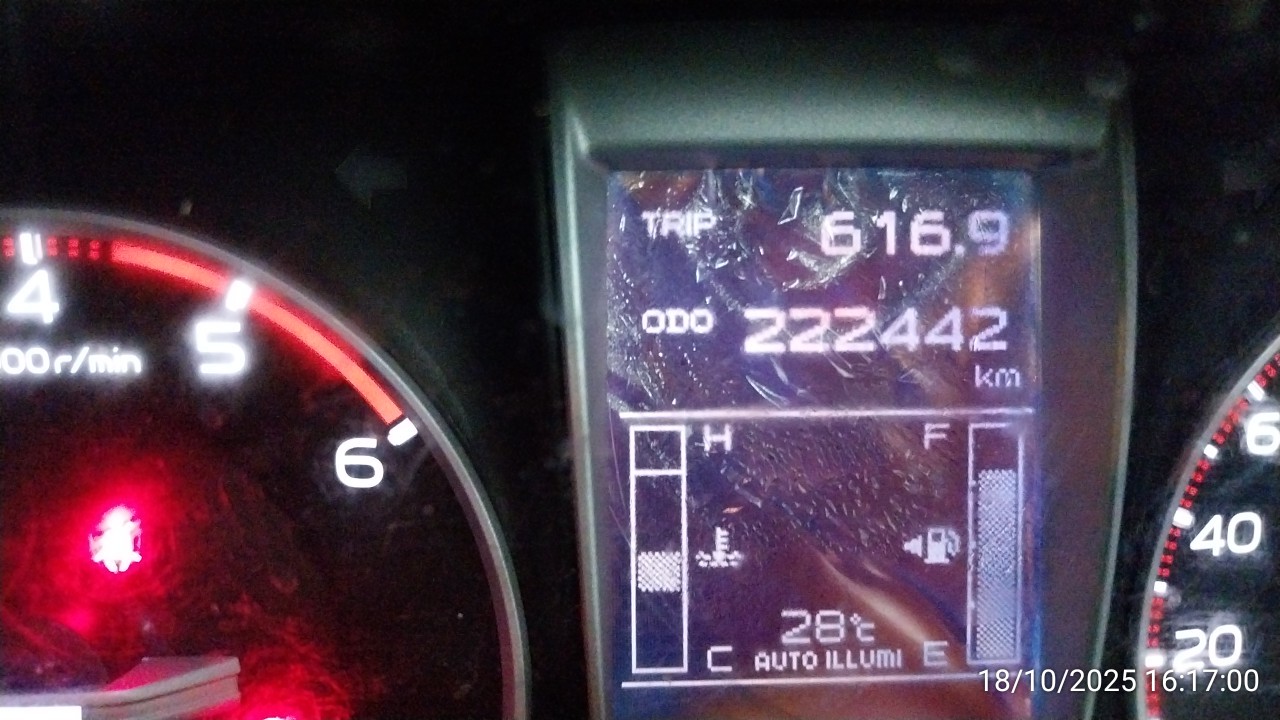 TRIP 616.9
ODO 222442
km
4
5
6
00r/min
H F
28℃
C AUTO ILLUMI E
6
40
20
18/10/2025 16:17:00